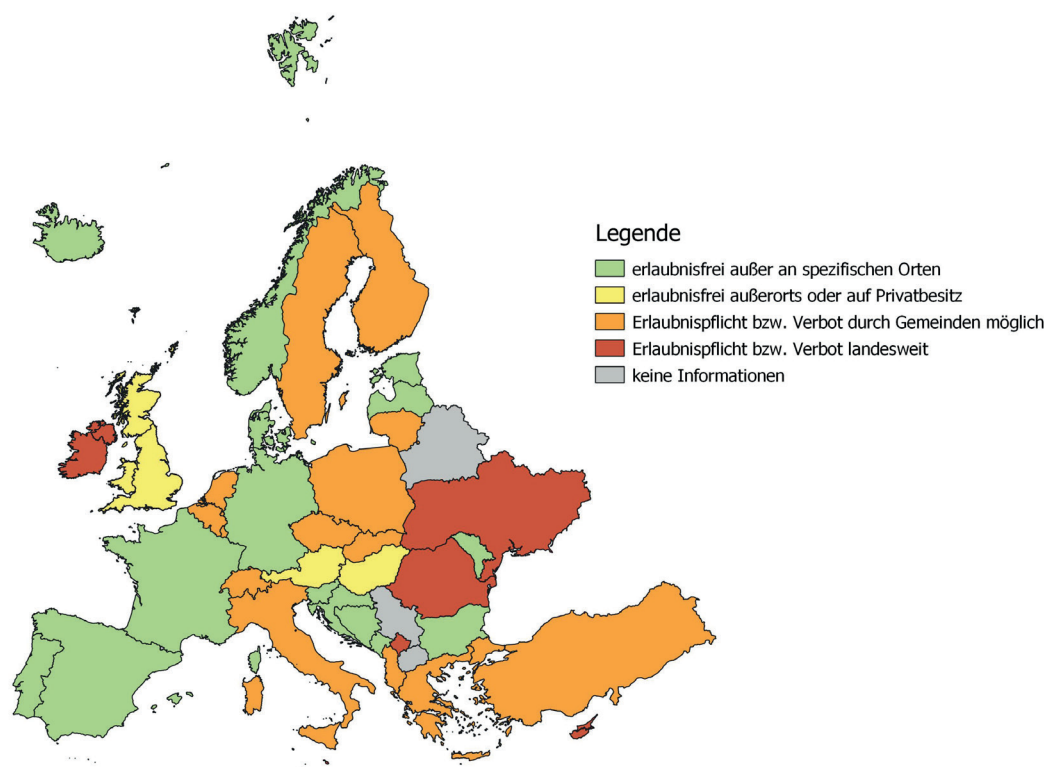 Legende
erlaubnisfrei außer an spezifischen Orten
erlaubnisfrei außerorts oder auf Privatbesitz
Erlaubnispflicht bzw. Verbot durch Gemeinden möglich
Erlaubnispflicht bzw. Verbot landesweit
keine Informationen